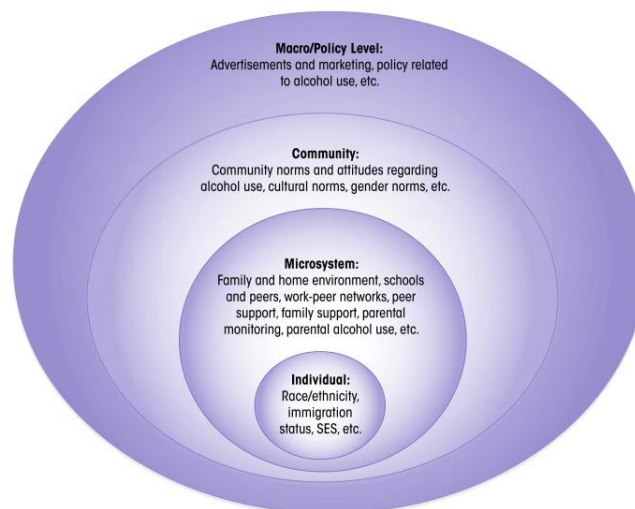 Macro/Policy Level:
Advertisements and marketing, policy related
to alcohol use, etc.
Community:
Community norms and attitudes regarding
alcohol use, cultural norms, gender norms, etc.
Microsystem:
Family and home environment, schools
and peers, work-peer networks, peer
support, family support, parental
monitoring, parental alcohol use, etc.
Individual:
Race/ethnicity,
immigration
status, SES, etc.